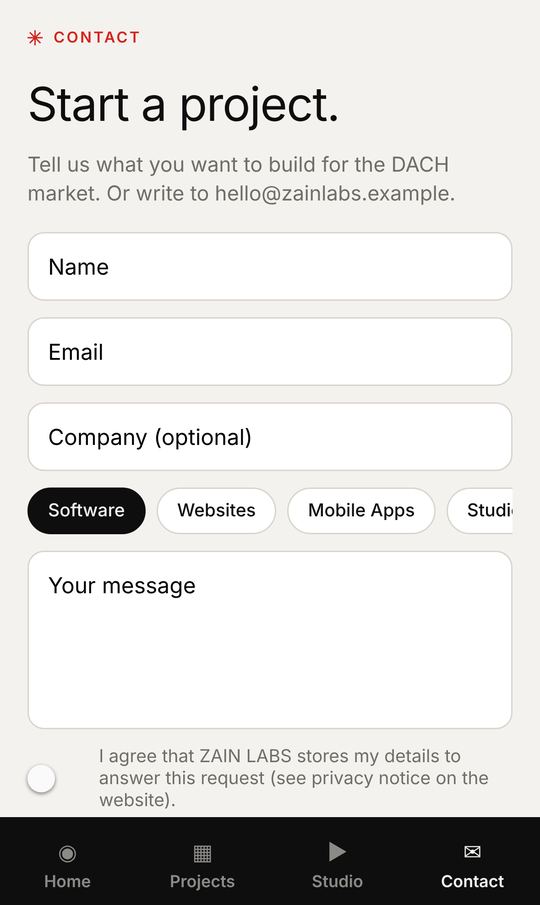 CONTACT
Start a project.
Tell us what you want to build for the DACH
market. Or write to hello@zainlabs.example.
Name
Email
Company (optional)
Software Websites Mobile Apps
Your message
I agree that ZAIN LABS stores my details to
answer this request (see privacy notice on the
website).
Home Projects Studio Contact